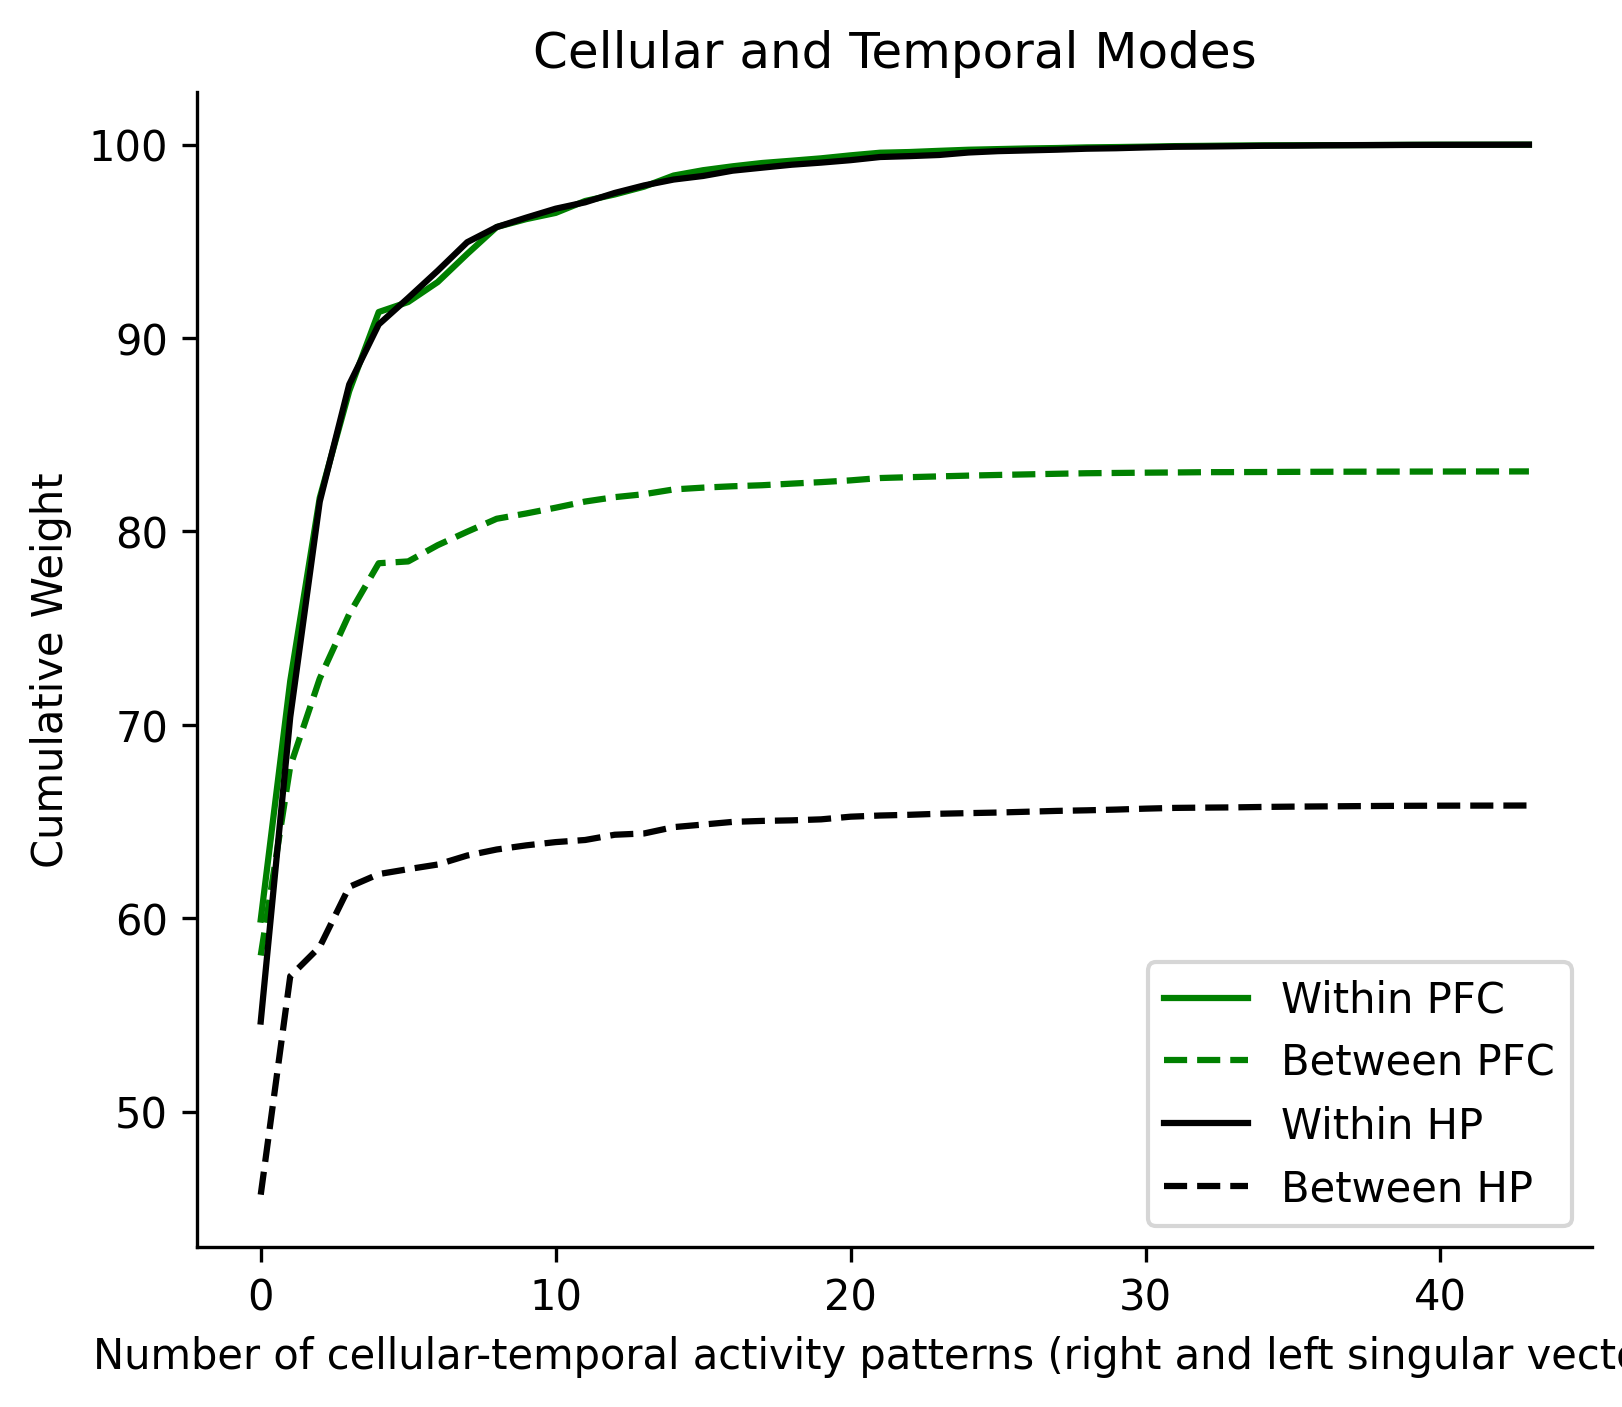 Cellular and Temporal Modes
100
90
80
70
60
50
Cumulative Weight
Within PFC
Between PFC
Within HP
Between HP
0 10 20 30 40
Number of cellular-temporal activity patterns (right and left singular